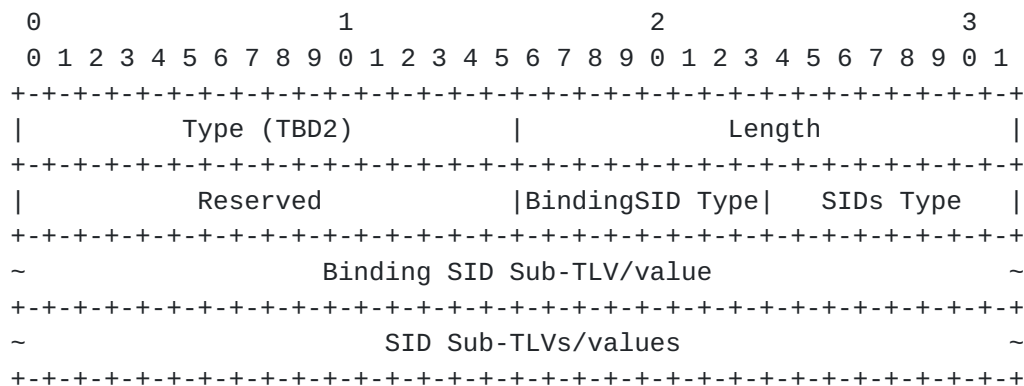 0                   1                   2                   3
 0 1 2 3 4 5 6 7 8 9 0 1 2 3 4 5 6 7 8 9 0 1 2 3 4 5 6 7 8 9 0 1
+-+-+-+-+-+-+-+-+-+-+-+-+-+-+-+-+-+-+-+-+-+-+-+-+-+-+-+-+-+-+-+-+
|          Type (TBD2)          |             Length            |
+-+-+-+-+-+-+-+-+-+-+-+-+-+-+-+-+-+-+-+-+-+-+-+-+-+-+-+-+-+-+-+-+
|           Reserved            |BindingSID Type|   SIDs Type   |
+-+-+-+-+-+-+-+-+-+-+-+-+-+-+-+-+-+-+-+-+-+-+-+-+-+-+-+-+-+-+-+-+
~                   Binding SID Sub-TLV/value                   ~
+-+-+-+-+-+-+-+-+-+-+-+-+-+-+-+-+-+-+-+-+-+-+-+-+-+-+-+-+-+-+-+-+
~                       SID Sub-TLVs/values                     ~
+-+-+-+-+-+-+-+-+-+-+-+-+-+-+-+-+-+-+-+-+-+-+-+-+-+-+-+-+-+-+-+-+